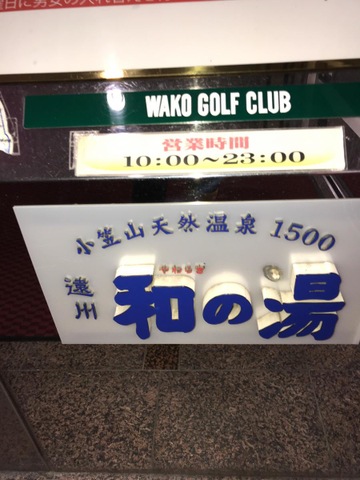 WAKO GOLF CLUB
営業時間
10:00～23:00
小笠山天然温泉 1500
遠州
和の湯